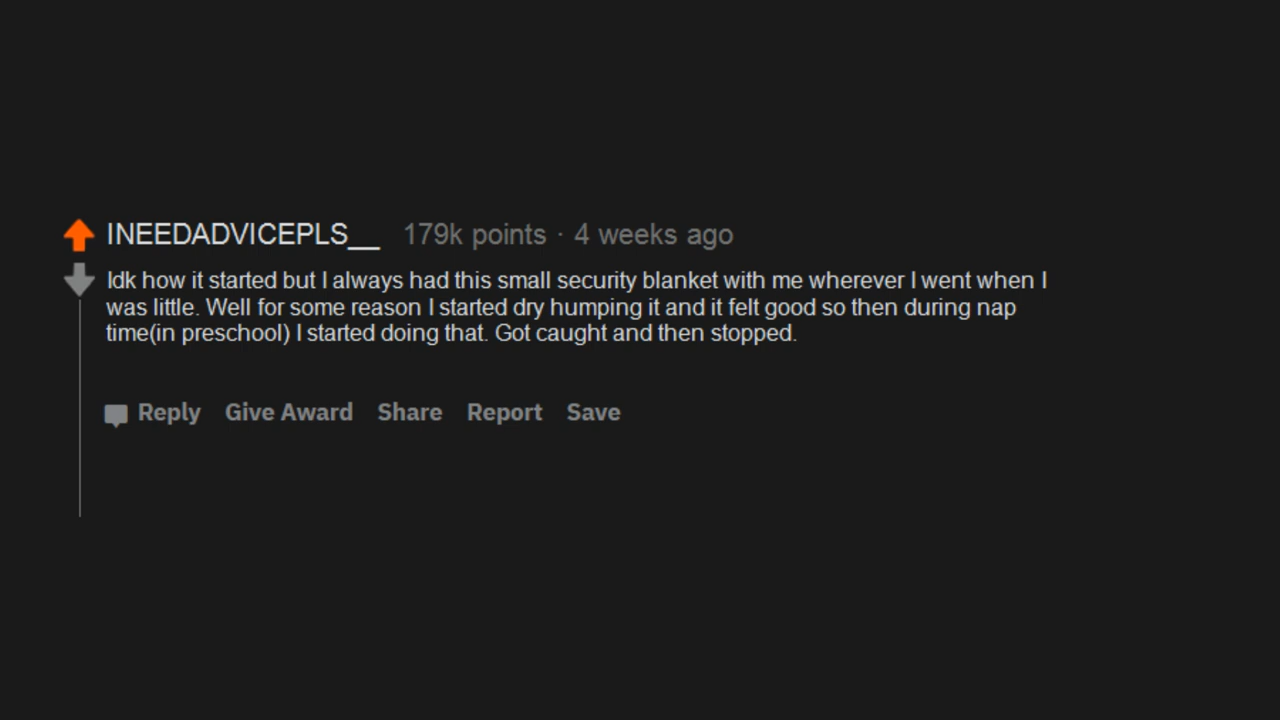 INEEDADVICEPLS__ 179k points · 4 weeks ago
Idk how it started but I always had this small security blanket with me wherever I went when I
was little. Well for some reason I started dry humping it and it felt good so then during nap
time(in preschool) I started doing that. Got caught and then stopped.
Reply Give Award Share Report Save